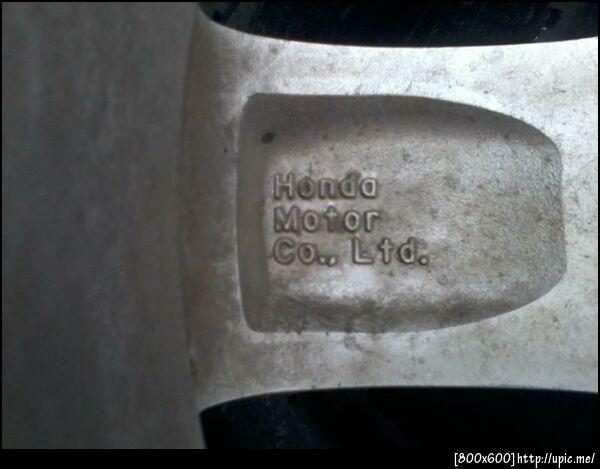 Honda
Motor
Co., Ltd.
[800x600]http://upic.me/